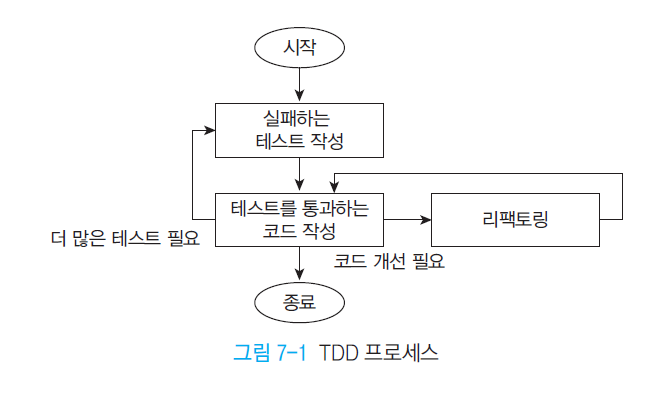 시작
실패하는
테스트 작성
테스트를 통과하는
코드 작성
리팩토링
더 많은 테스트 필요
코드 개선 필요
종료
그림 7-1 TDD 프로세스